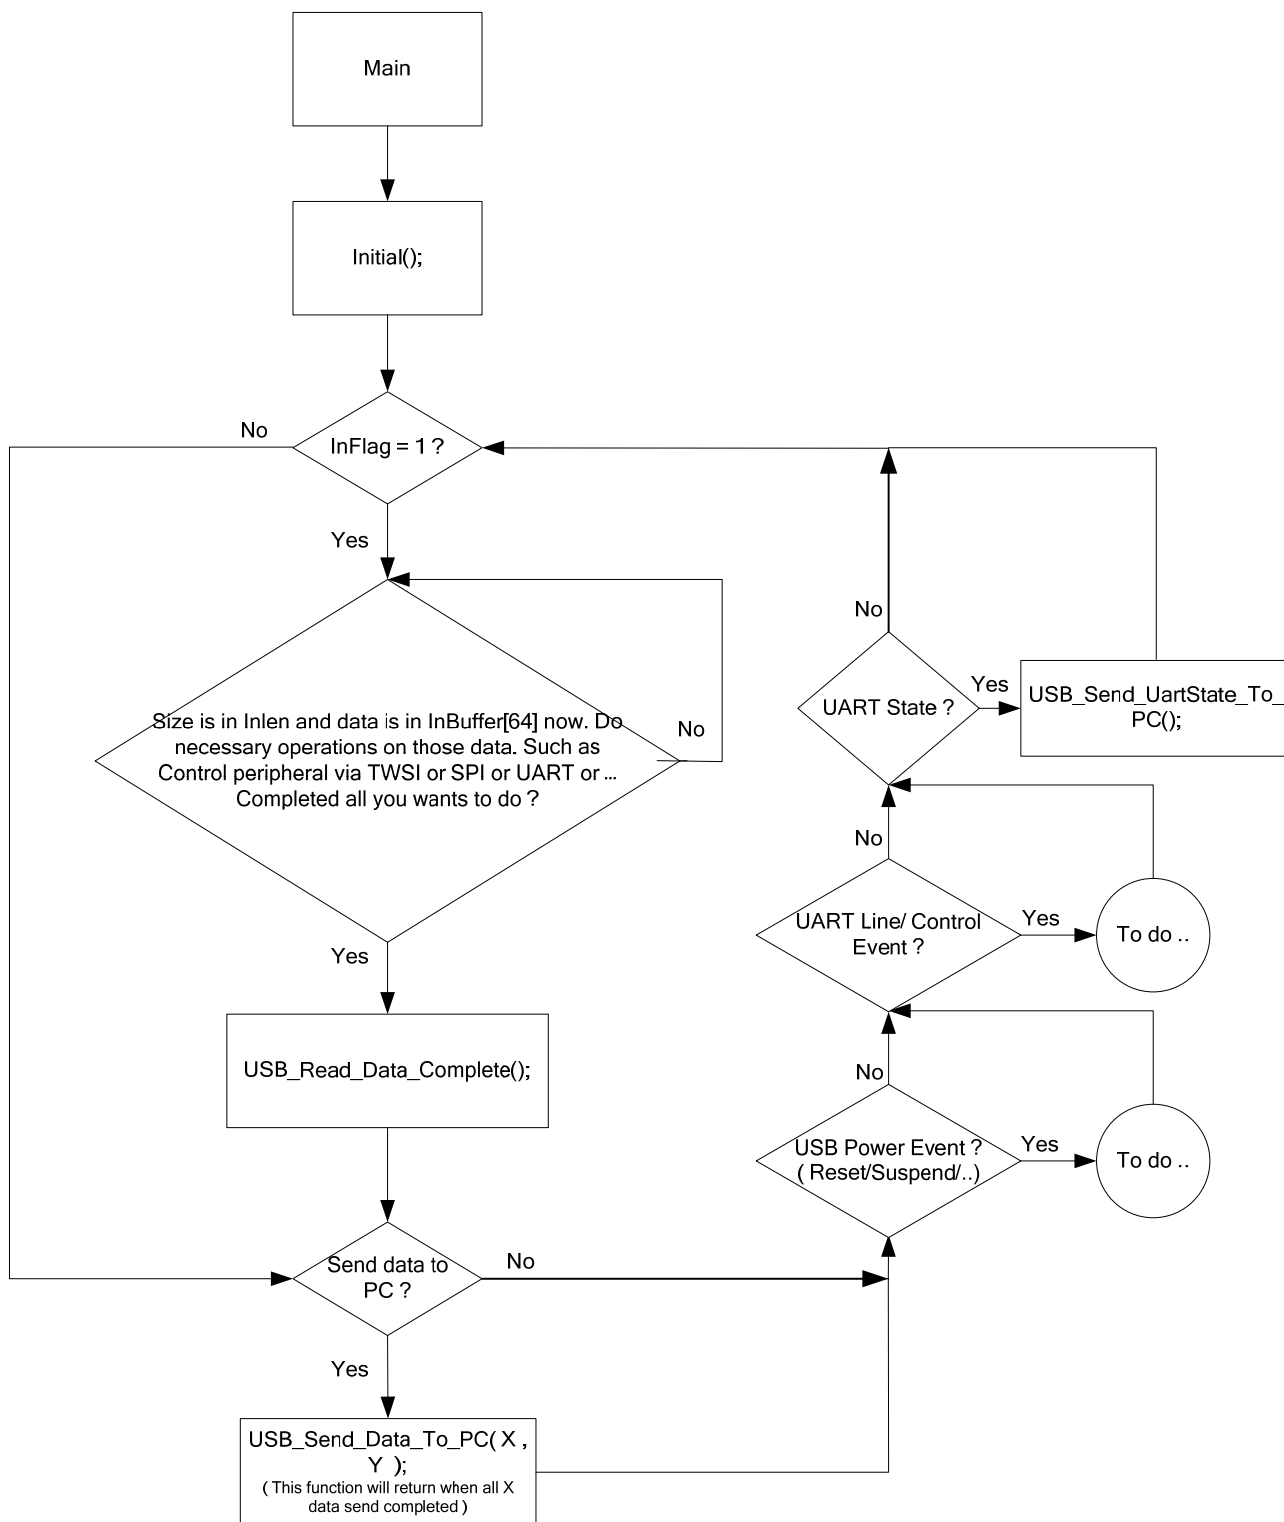 Main
Initial();
InFlag = 1 ?
No
Yes
Size is in Inlen and data is in InBuffer[64] now. Do
necessary operations on those data. Such as
Control peripheral via TWSI or SPI or UART or ...
Completed all you wants to do ?
No
Yes
USB_Read_Data_Complete();
Send data to
PC ?
No
Yes
USB_Send_Data_To_PC( X ,
Y );
( This function will return when all X
data send completed )
No
UART State ?
Yes
USB_Send_UartState_To_
PC();
No
UART Line/ Control
Event ?
Yes
To do ..
No
USB Power Event ?
( Reset/Suspend/..)
Yes
To do ..